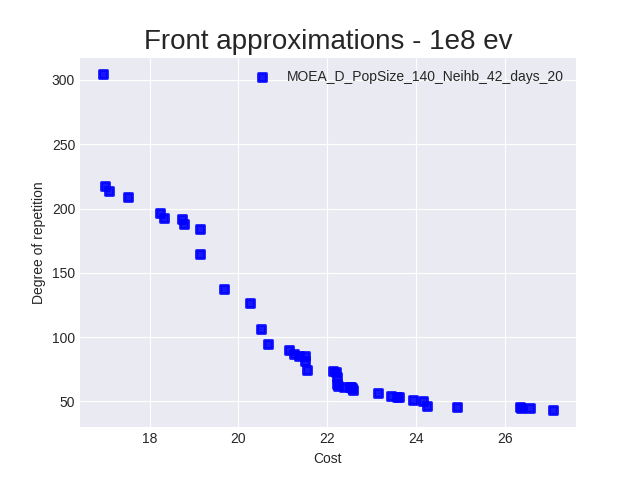 Front approximations - 1e8 ev
MOEA_D_PopSize_140_Neihb_42_days_20
300
250
200
150
100
50
Degree of repetition
18 20 22 24 26
Cost